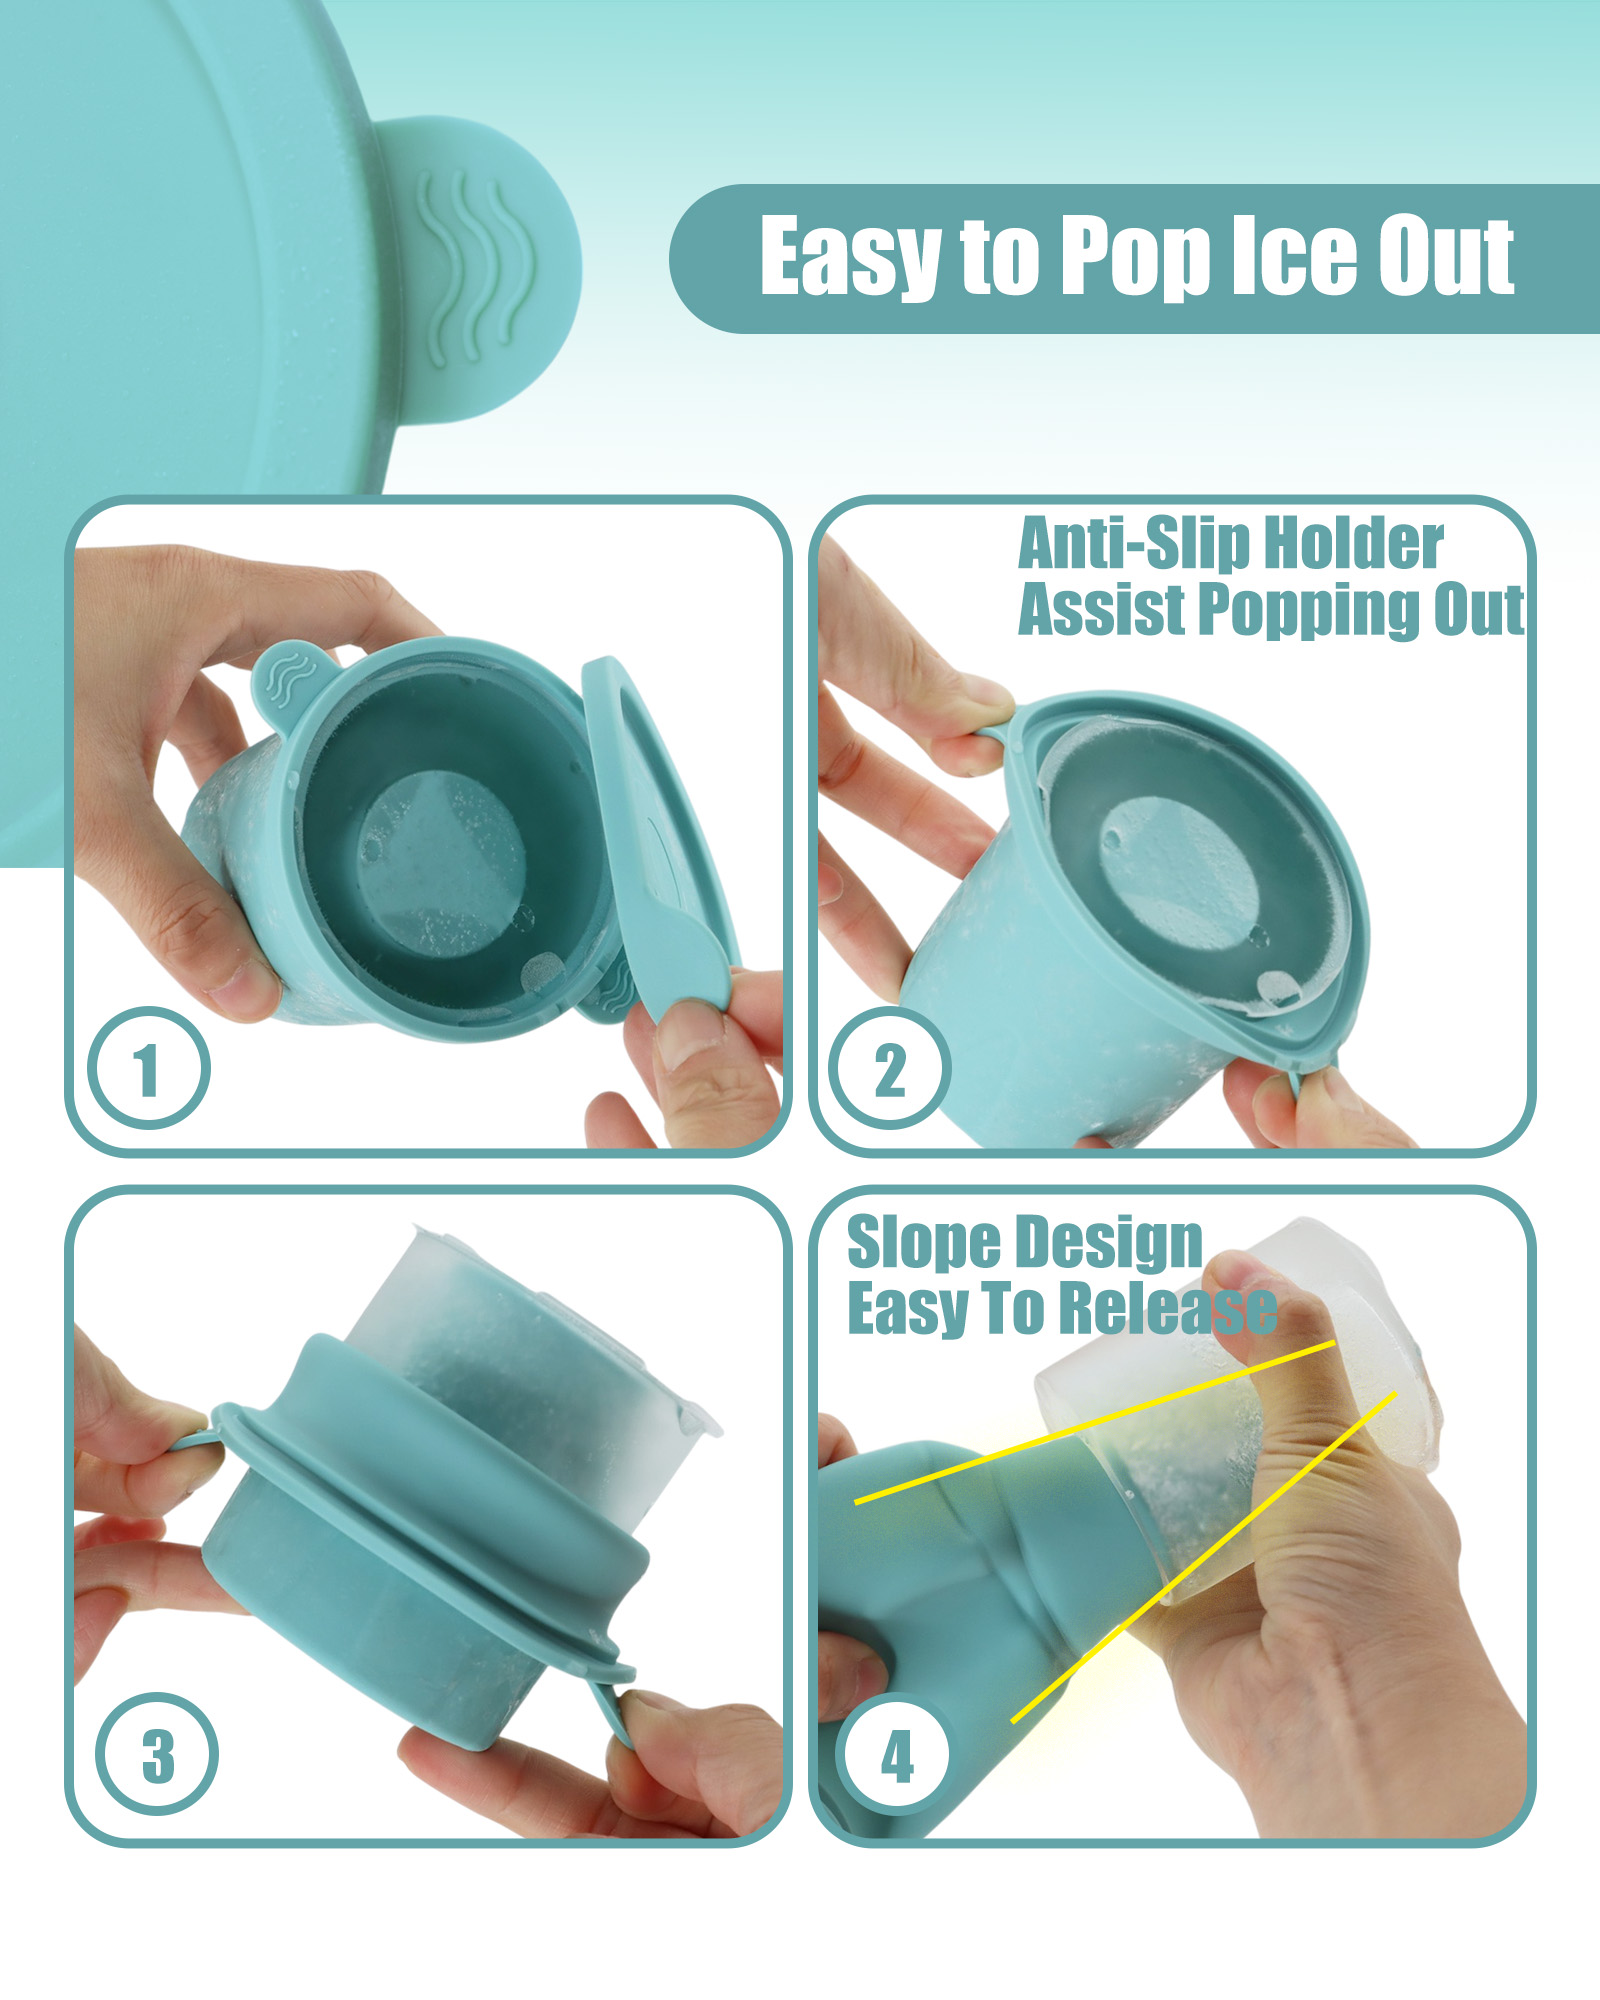 Easy to Pop Ice Out
Anti-Slip Holder
Assist Popping Out
1
2
Slope Design
Easy To Release
3
4